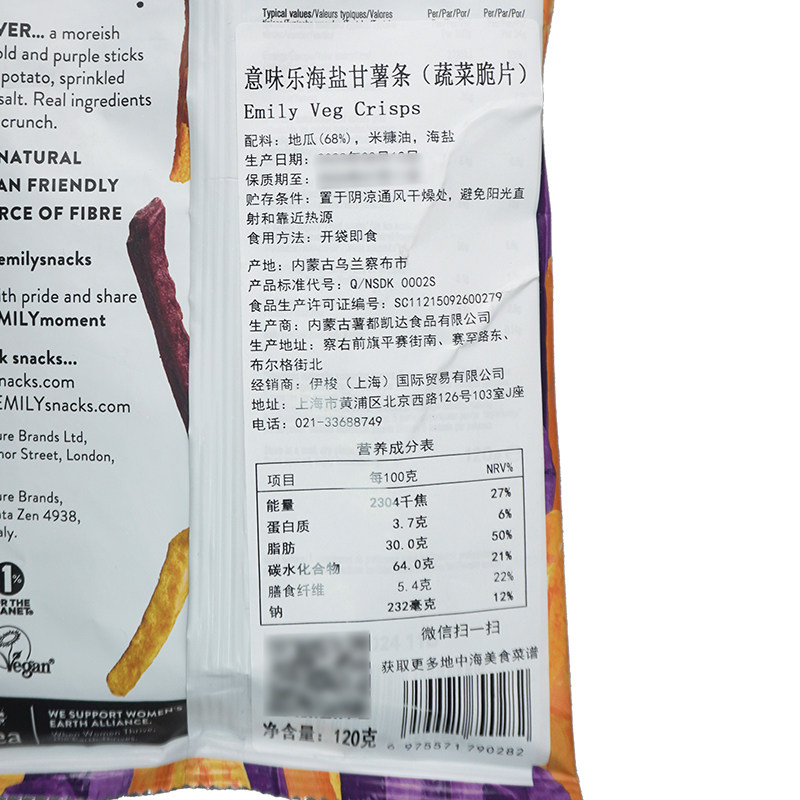 VER... a moreish
old and purple sticks
potato, sprinkled
salt. Real ingredients
crunch.
NATURAL
AN FRIENDLY
RCE OF FIBRE
emilysnacks
ith pride and share
MILYmoment
k snacks...
nacks.com
EMILYsnacks.com
ure Brands Ltd,
nor Street, London,
ure Brands,
ata Zen 4938,
aly.
1%
FOR THE
PLANET
Vegan
WE SUPPORT WOMEN'S
EARTH ALLIANCE.
When Women Thrive,
Typical values/Valeurs typiques/Valores
Per/Par/Por/ Per/Par/Por/
意味乐海盐甘薯条（蔬菜脆片）
Emily Veg Crisps
配料：地瓜(68%)，米糠油，海盐
生产日期：
保质期至：
贮存条件：置于阴凉通风干燥处，避免阳光直
射和靠近热源
食用方法：开袋即食
产地：内蒙古乌兰察布市
产品标准代号：Q/NSDK 0002S
食品生产许可证编号：SC11215092600279
生产商：内蒙古薯都凯达食品有限公司
生产地址：察右前旗平赛街南、赛罕路东、
布尔格街北
经销商：伊梭（上海）国际贸易有限公司
地址：上海市黄浦区北京西路126号103室J座
电话：021-33688749
营养成分表
项目 每100克 NRV%
能量 2304千焦 27%
蛋白质 3.7克 6%
脂肪 30.0克 50%
碳水化合物 64.0克 21%
膳食纤维 5.4克 22%
钠 232毫克 12%
微信扫一扫
获取更多地中海美食菜谱
净含量：120克
6 975571 790282